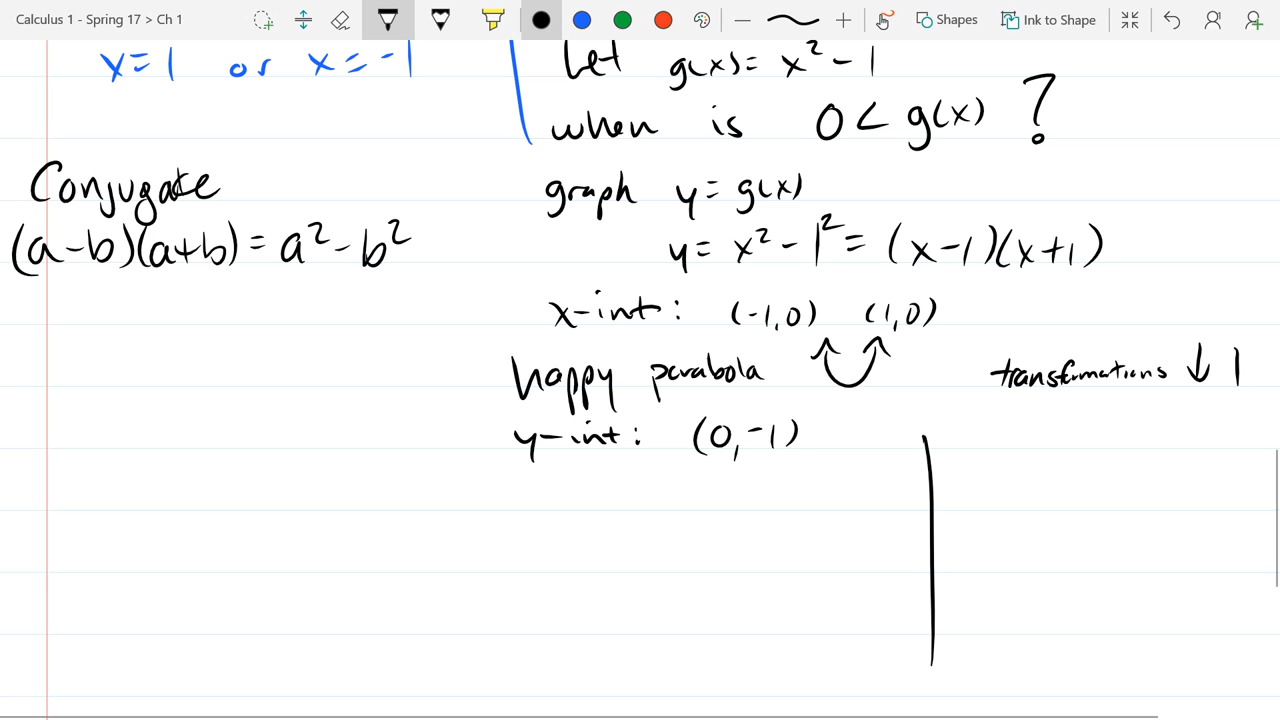 Calculus 1 - Spring 17 > Ch 1
Shapes
Ink to Shape
x=1 or x=-1
Let g(x)= x² - 1
when is 0 < g(x) ?
Conjugate
(a-b)(a+b) = a² - b²
graph y = g(x)
y = x² - 1² = (x-1)(x+1)
x-int: (-1,0) (1,0)
happy parabola
transformations ↓ 1
y-int: (0,-1)